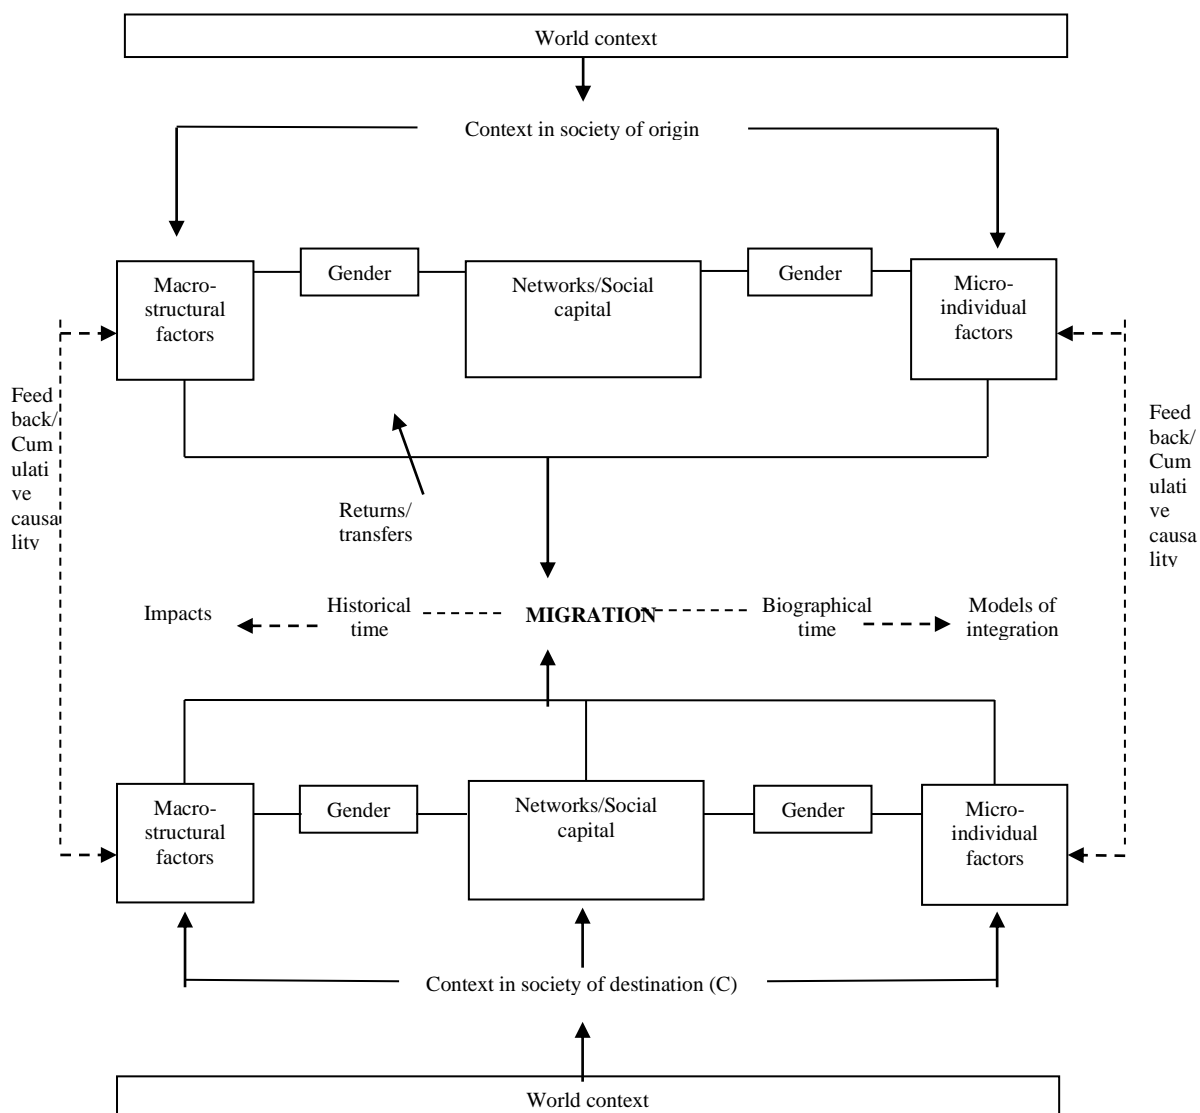 World context
Context in society of origin
Macro-
structural
factors
Gender
Networks/Social
capital
Gender
Micro-
individual
factors
Feed
back/
Cum
ulati
ve
causa
lity
Feed
back/
Cum
ulati
ve
causa
lity
Returns/
transfers
Impacts
Historical
time
MIGRATION
Biographical
time
Models of
integration
Macro-
structural
factors
Gender
Networks/Social
capital
Gender
Micro-
individual
factors
Context in society of destination (C)
World context